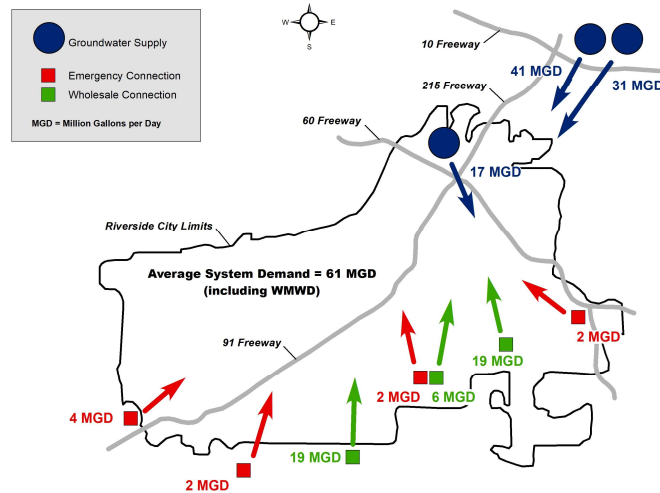 W
E
S
Groundwater Supply
Emergency Connection
Wholesale Connection
MGD = Million Gallons per Day
10 Freeway
41 MGD
31 MGD
215 Freeway
60 Freeway
17 MGD
Riverside City Limits
Average System Demand = 61 MGD
(including WMWD)
91 Freeway
2 MGD
19 MGD
2 MGD
6 MGD
4 MGD
19 MGD
2 MGD